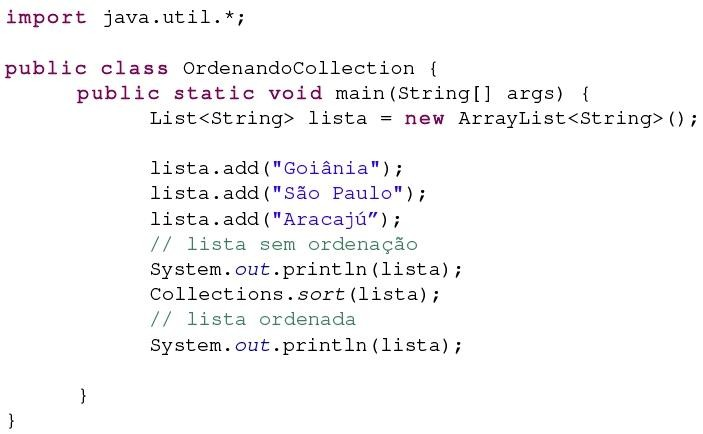 import java.util.*;
public class OrdenandoCollection {
public static void main(String[] args) {
List<String> lista = new ArrayList<String>();
lista.add("Goiânia");
lista.add("São Paulo");
lista.add("Aracajú”);
// lista sem ordenação
System.out.println(lista);
Collections.sort(lista);
// lista ordenada
System.out.println(lista);
}
}